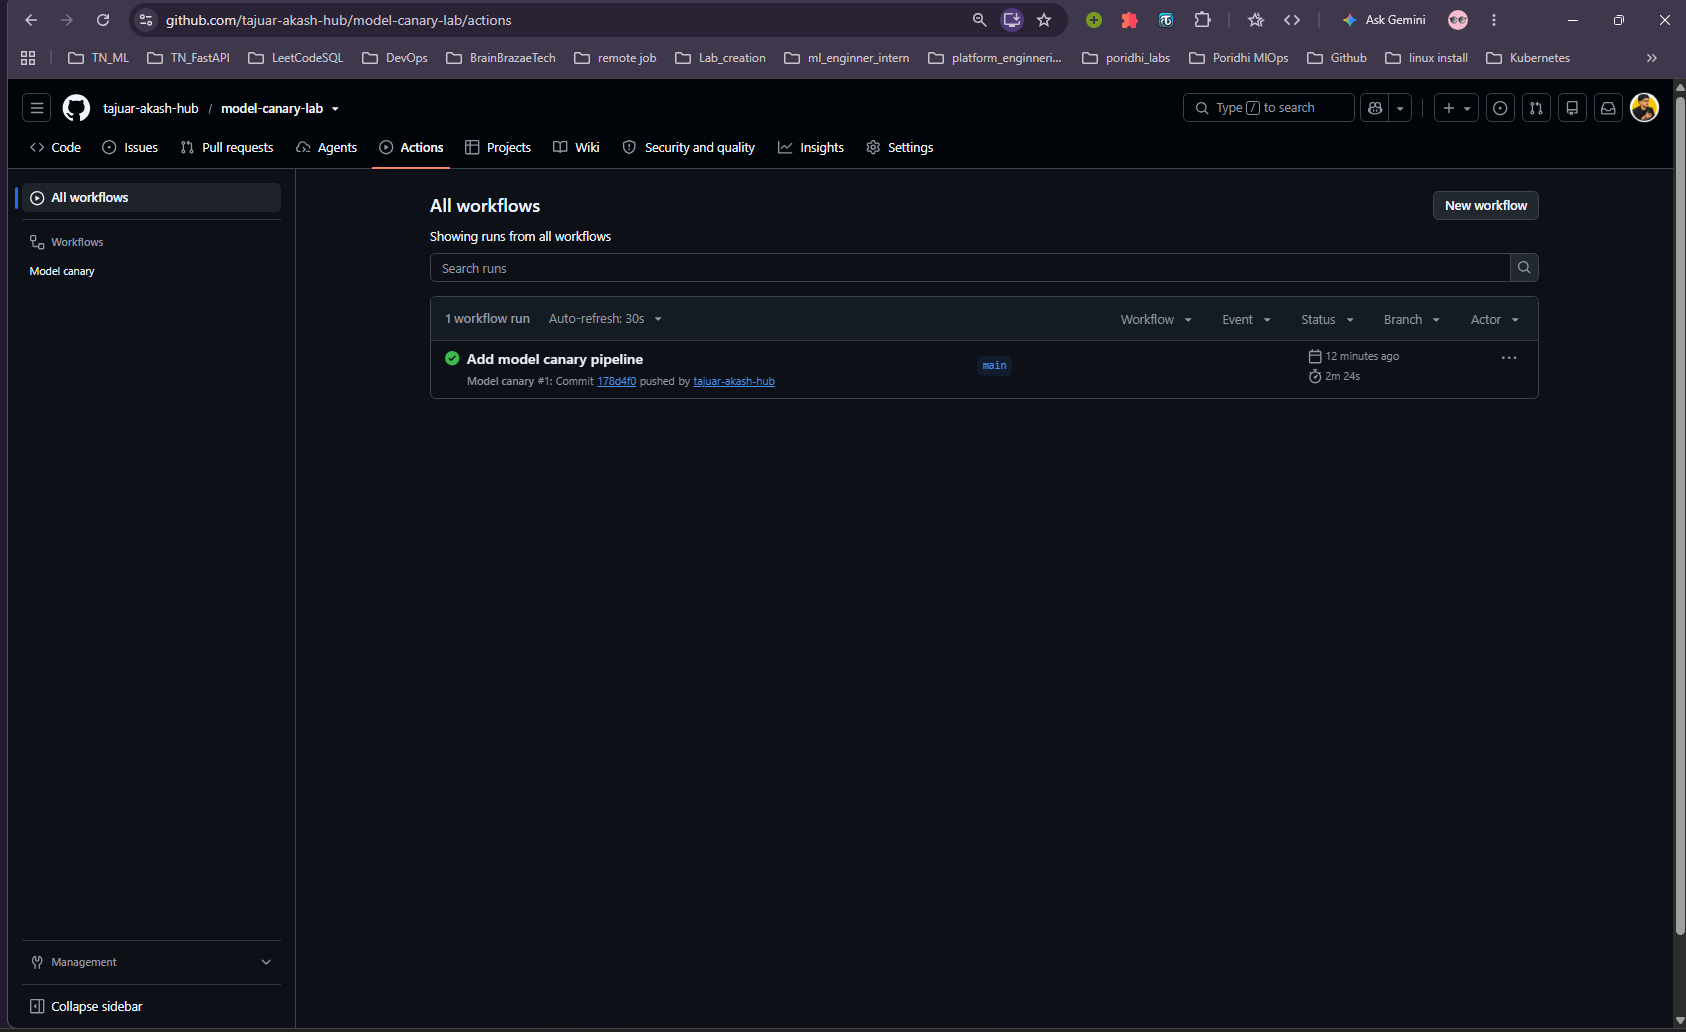 github.com/tajuar-akash-hub/model-canary-lab/actions
Ask Gemini
TN_ML TN_FastAPI LeetCodeSQL DevOps BrainBrazaeTech remote job Lab_creation ml_enginner_intern platform_enginneri... poridhi_labs Poridhi MlOps Github linux install Kubernetes
tajuar-akash-hub / model-canary-lab
Type / to search
Code Issues Pull requests Agents Actions Projects Wiki Security and quality Insights Settings
All workflows
Workflows
Model canary
All workflows
New workflow
Showing runs from all workflows
Search runs
1 workflow run Auto-refresh: 30s Workflow Event Status Branch Actor
Add model canary pipeline
Model canary #1: Commit 178d4f0 pushed by tajuar-akash-hub
main
12 minutes ago
2m 24s
Management
Collapse sidebar